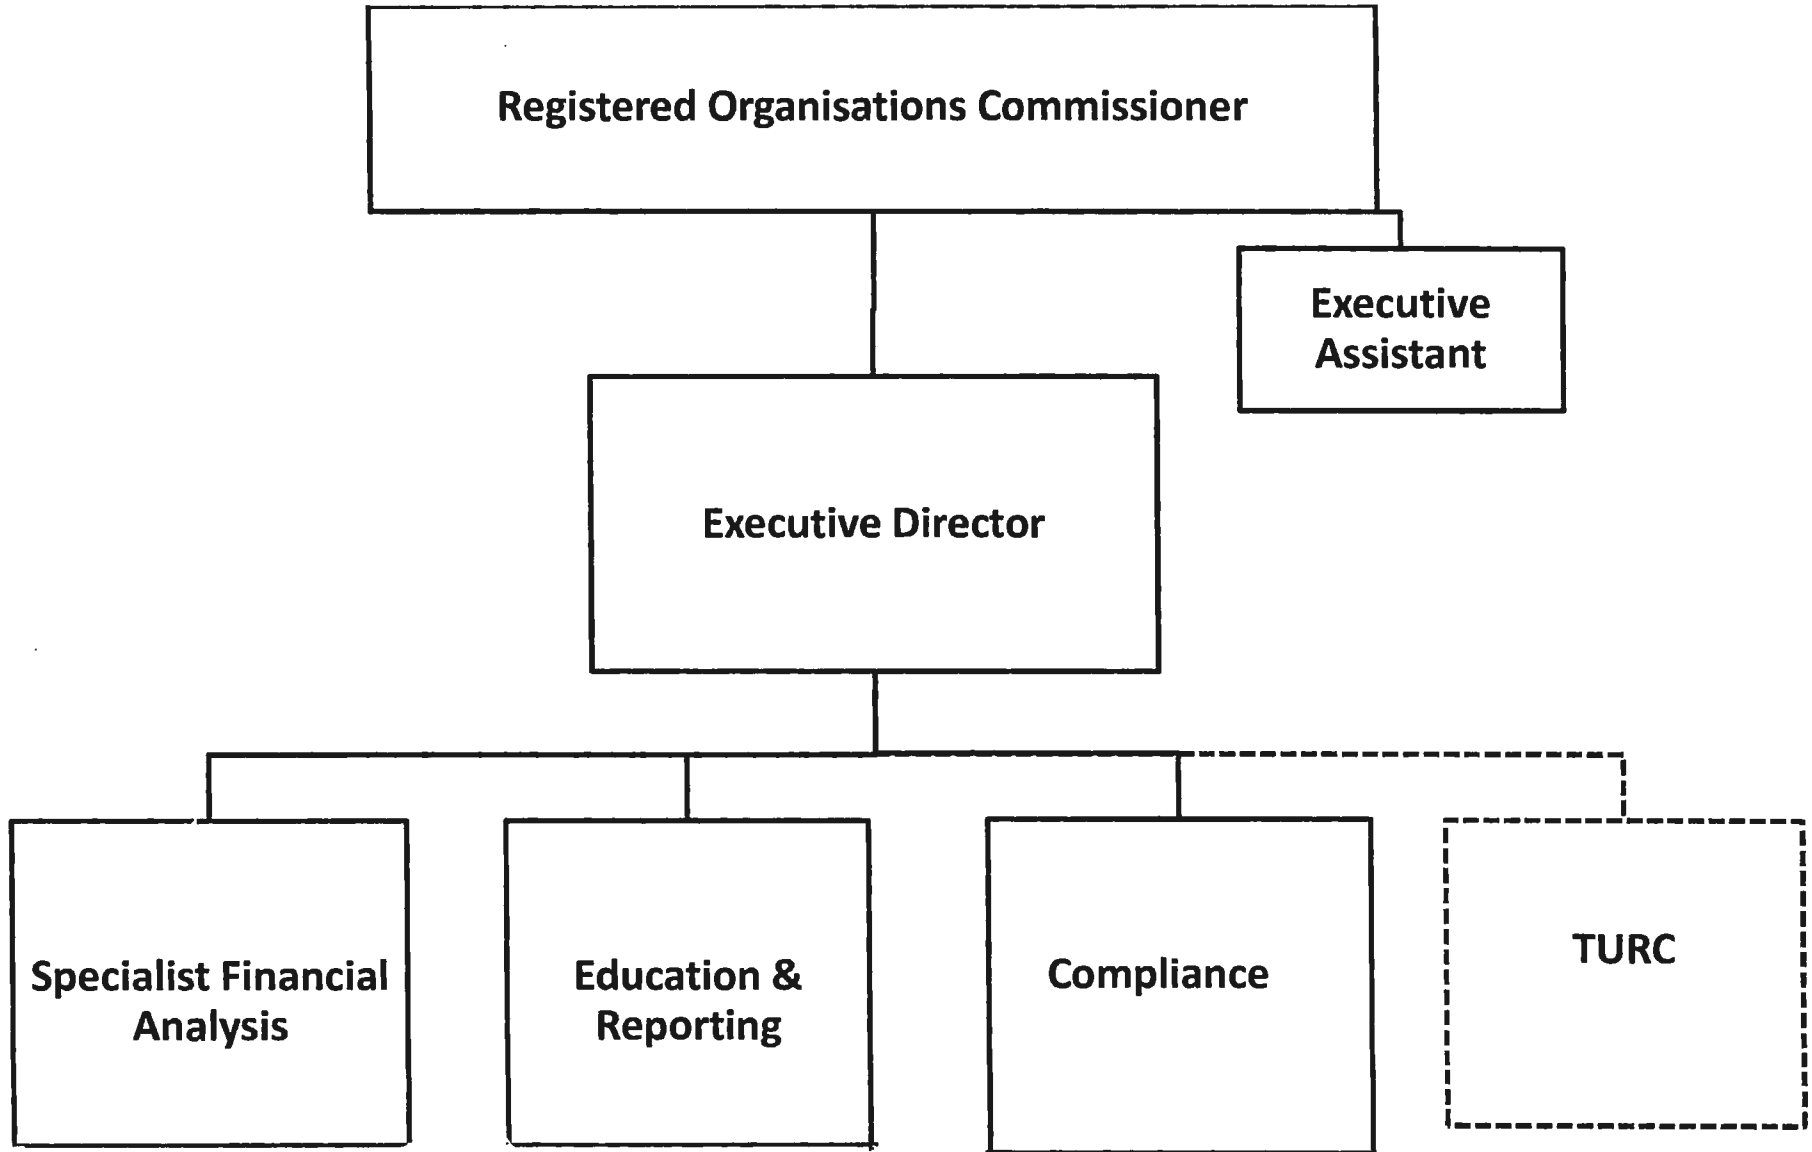 Registered Organisations Commissioner
Executive
Assistant
Executive Director
Specialist Financial
Analysis
Education &
Reporting
Compliance
TURC